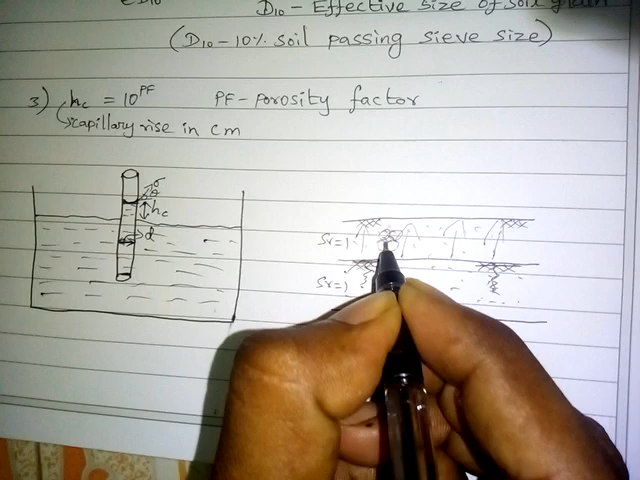 eD10
D10 - Effective size of soil grain
(D10 - 10% soil passing sieve size)
3) hc = 10^PF PF - Porosity factor
↳capillary rise in cm
σ
θ
hc
d
Sr=1
Sr=1